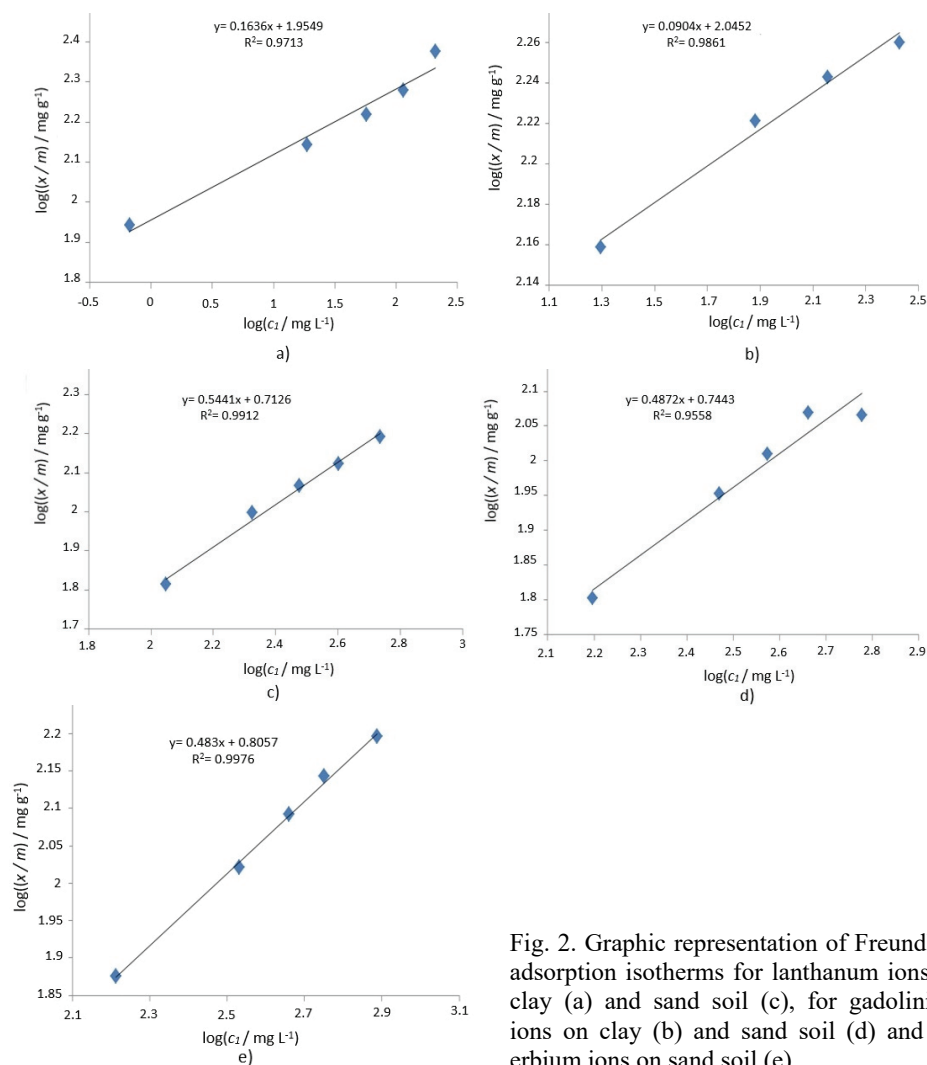 y= 0.1636x + 1.9549
R²= 0.9713
2.4
2.3
2.2
2.1
2
1.9
1.8
log((x / m) / mg g⁻¹)
-0.5 0 0.5 1 1.5 2 2.5
log(c₁ / mg L⁻¹)
a)
y= 0.0904x + 2.0452
R²= 0.9861
2.26
2.24
2.22
2.2
2.18
2.16
2.14
log((x / m) / mg g⁻¹)
1.1 1.3 1.5 1.7 1.9 2.1 2.3 2.5
log(c₁ / mg L⁻¹)
b)
y= 0.5441x + 0.7126
R²= 0.9912
2.3
2.2
2.1
2
1.9
1.8
1.7
log((x / m) / mg g⁻¹)
1.8 2 2.2 2.4 2.6 2.8 3
log(c₁ / mg L⁻¹)
c)
y= 0.4872x + 0.7443
R²= 0.9558
2.1
2.05
2
1.95
1.9
1.85
1.8
1.75
log((x / m) / mg g⁻¹)
2.1 2.2 2.3 2.4 2.5 2.6 2.7 2.8 2.9
log(c₁ / mg L⁻¹)
d)
y= 0.483x + 0.8057
R²= 0.9976
2.2
2.15
2.1
2.05
2
1.95
1.9
1.85
log((x / m) / mg g⁻¹)
2.1 2.3 2.5 2.7 2.9 3.1
log(c₁ / mg L⁻¹)
e)
Fig. 2. Graphic representation of Freund
adsorption isotherms for lanthanum ions
clay (a) and sand soil (c), for gadolini
ions on clay (b) and sand soil (d) and
erbium ions on sand soil (e)